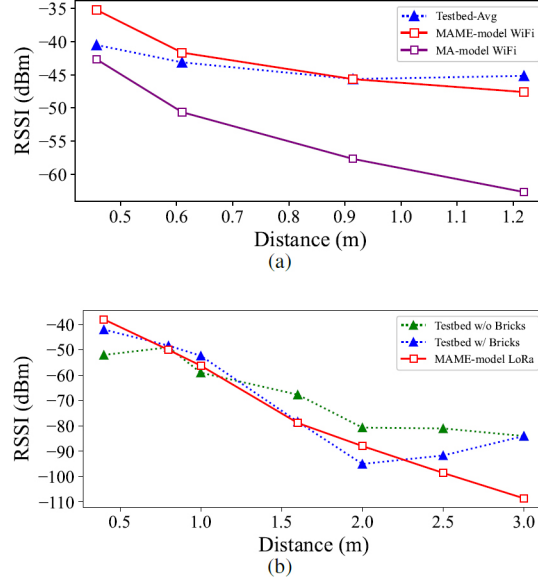 −35
−40
−45
−50
−55
−60
RSSI (dBm)
Testbed-Avg
MAME-model WiFi
MA-model WiFi
0.5 0.6 0.7 0.8 0.9 1.0 1.1 1.2
Distance (m)
(a)
−40
−50
−60
−70
−80
−90
−100
−110
RSSI (dBm)
Testbed w/o Bricks
Testbed w/ Bricks
MAME-model LoRa
0.5 1.0 1.5 2.0 2.5 3.0
Distance (m)
(b)